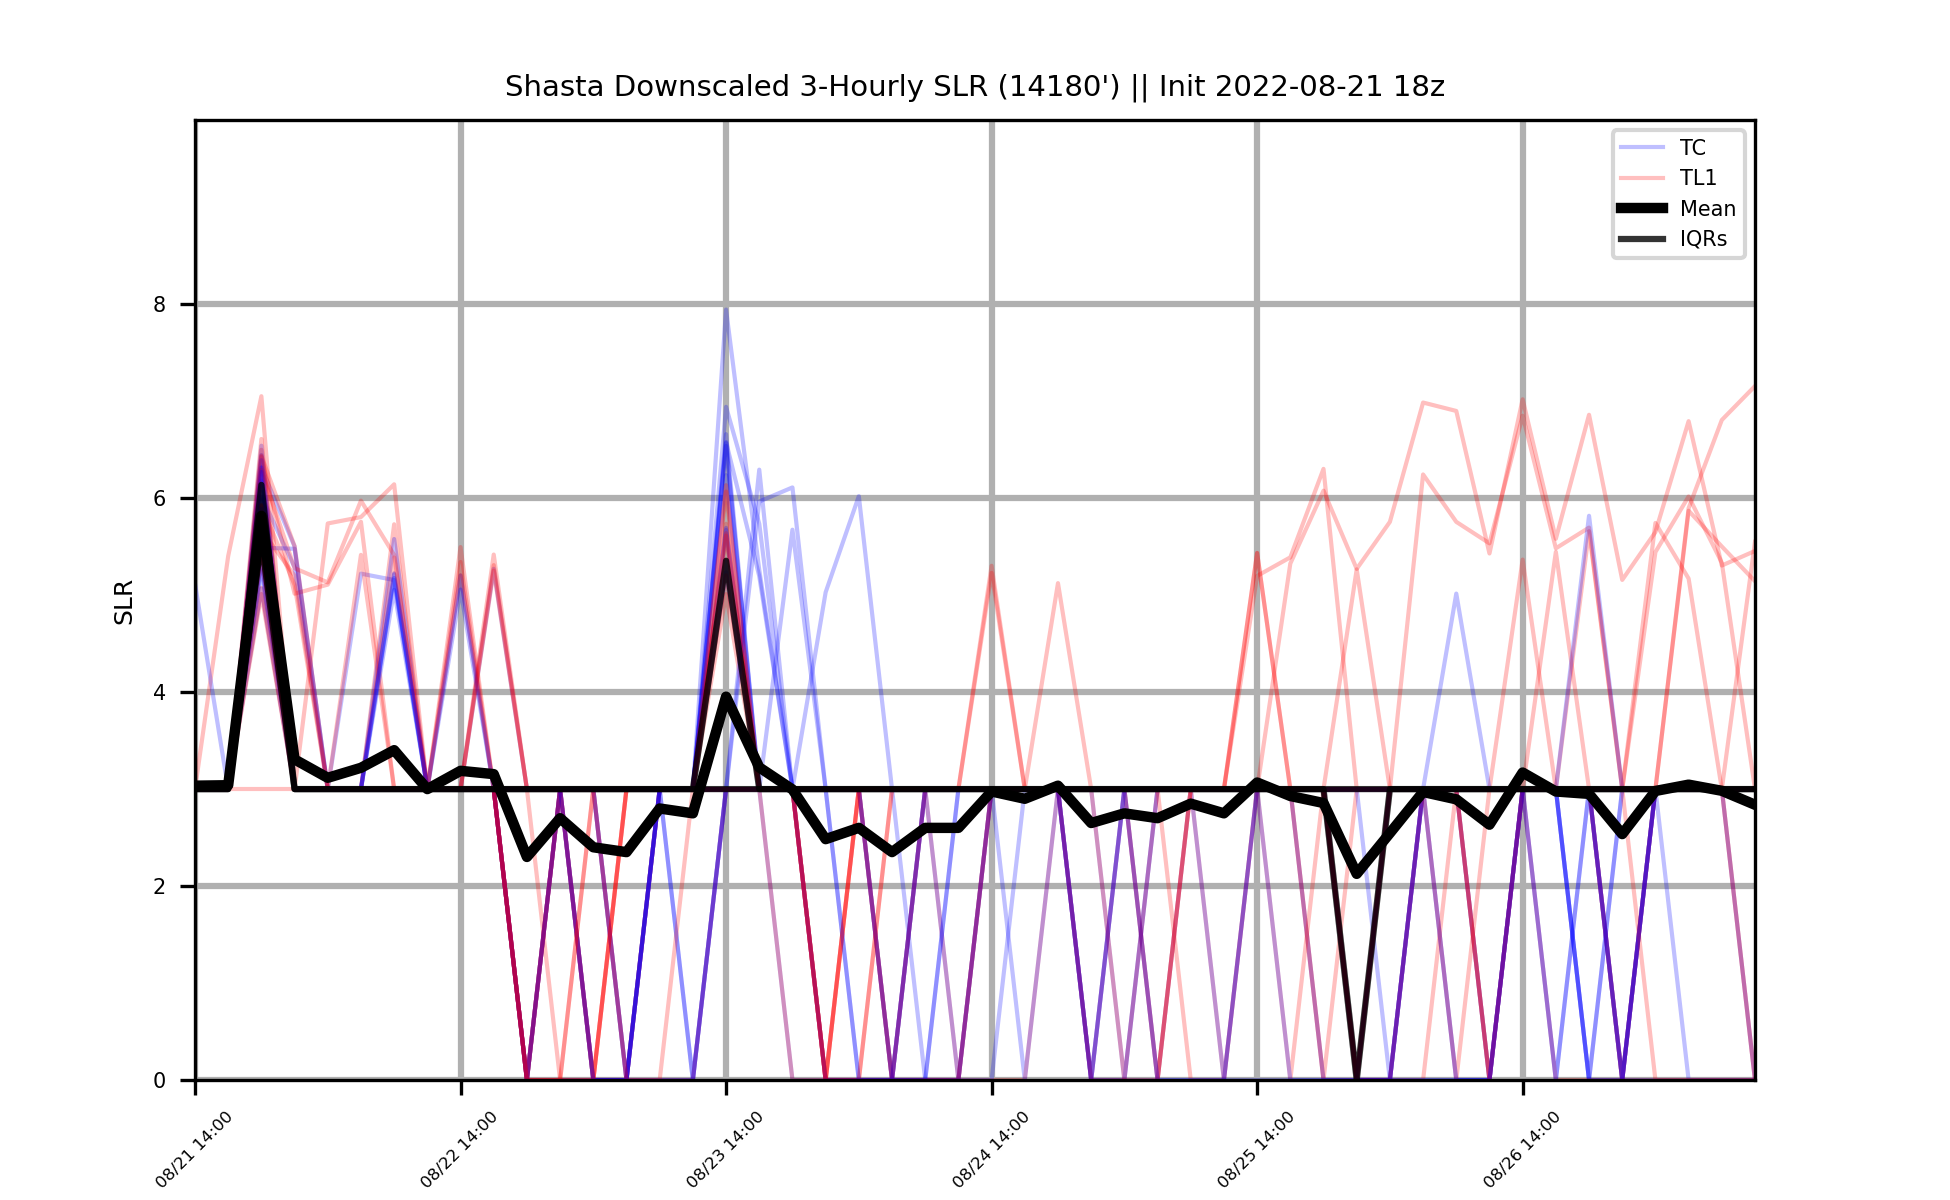 Shasta Downscaled 3-Hourly SLR (14180') || Init 2022-08-21 18z
TC
TL1
Mean
IQRs
SLR
8
6
4
2
0
08/21 14:00
08/22 14:00
08/23 14:00
08/24 14:00
08/25 14:00
08/26 14:00